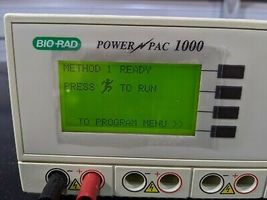 BIO-RAD POWER PAC 1000
METHOD 1 READY
PRESS TO RUN
TO PROGRAM MENU >>